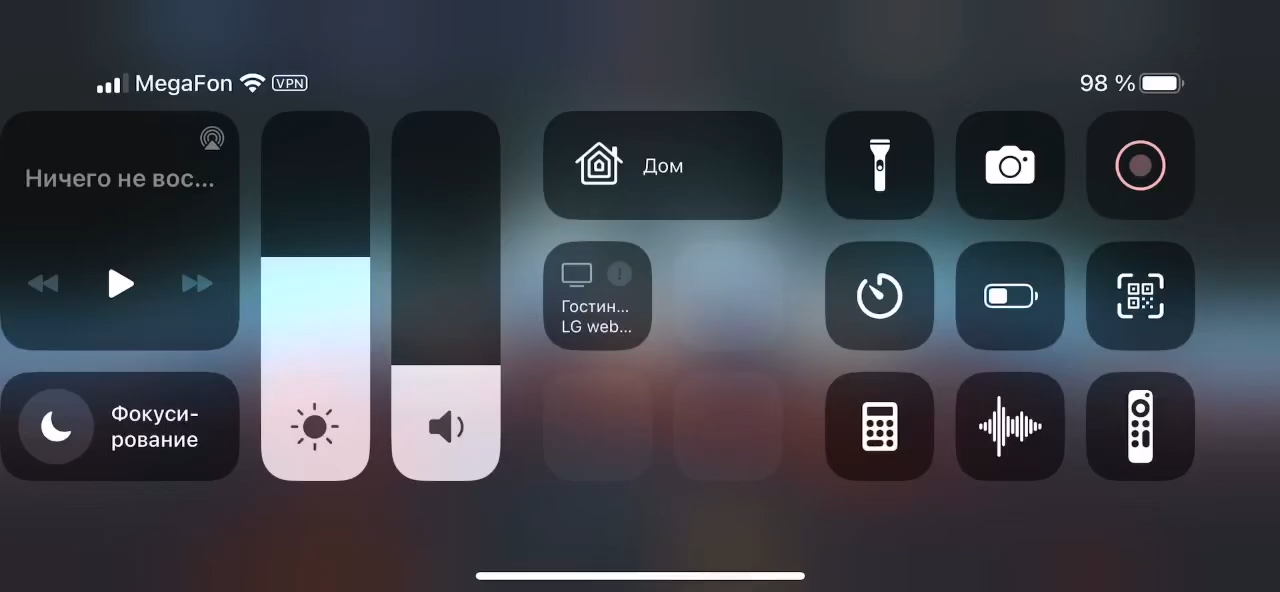 MegaFon VPN
98 %
Ничего не вос...
Дом
Гостин...
LG web...
Фокуси-
рование